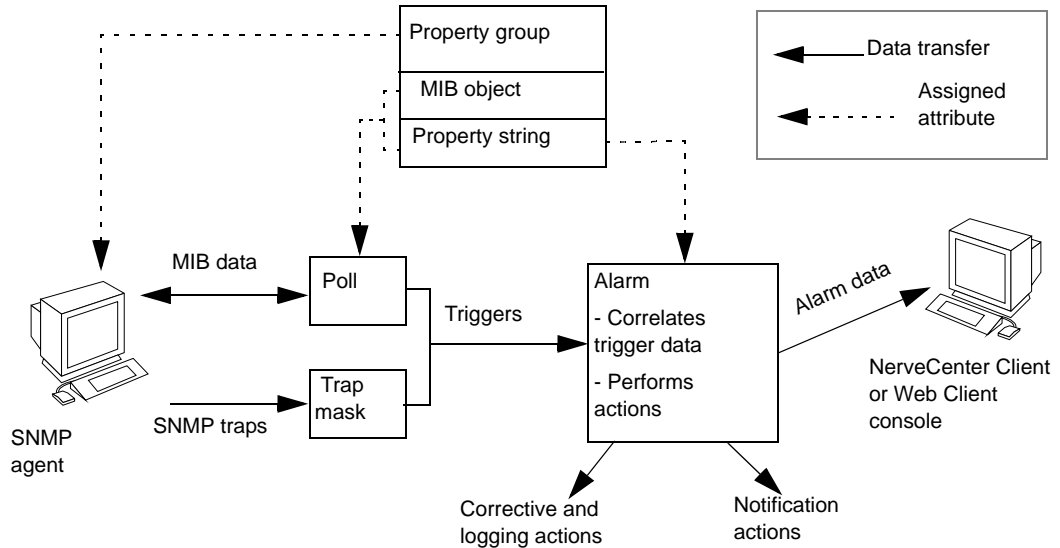 Property group
MIB object
Property string
Data transfer
Assigned
attribute
MIB data
Poll
Triggers
Trap
mask
SNMP traps
SNMP
agent
Alarm
- Correlates
trigger data
- Performs
actions
Alarm data
NerveCenter Client
or Web Client
console
Corrective and
logging actions
Notification
actions